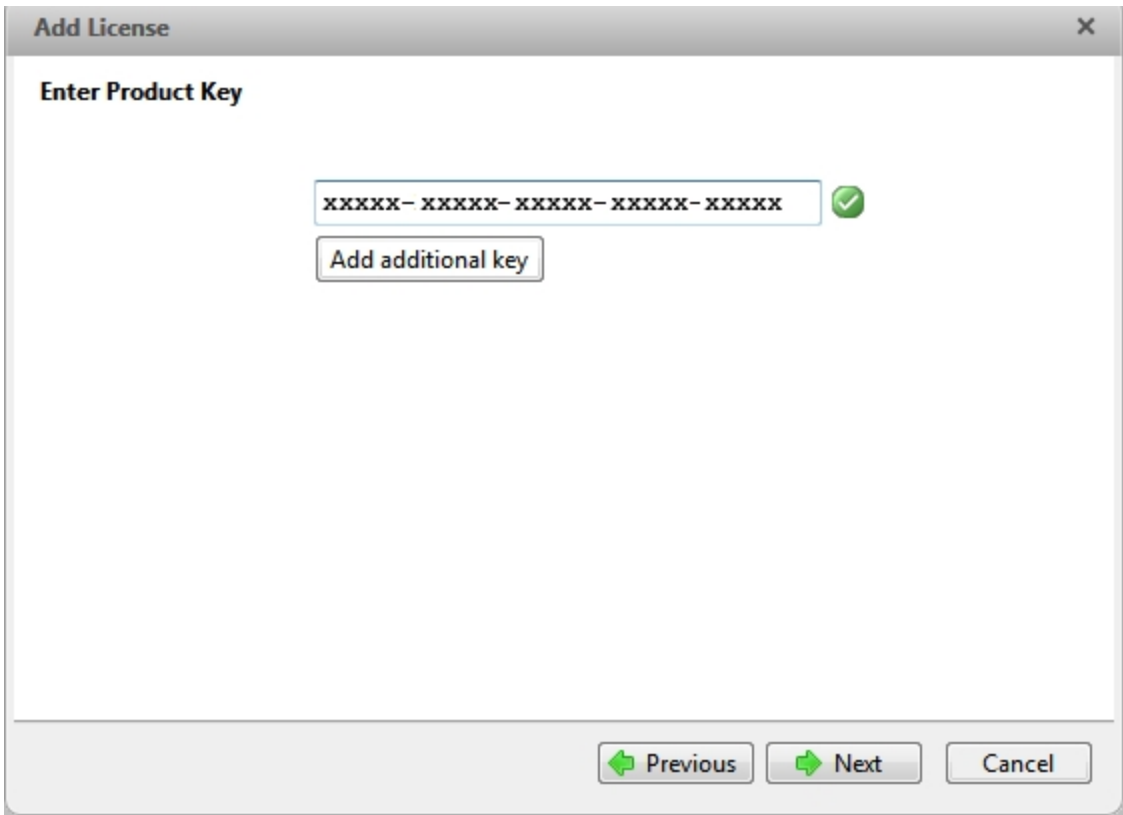 Add License
Enter Product Key
xxxxx- xxxxx-xxxxx-xxxxx-xxxxx
Add additional key
Previous Next Cancel